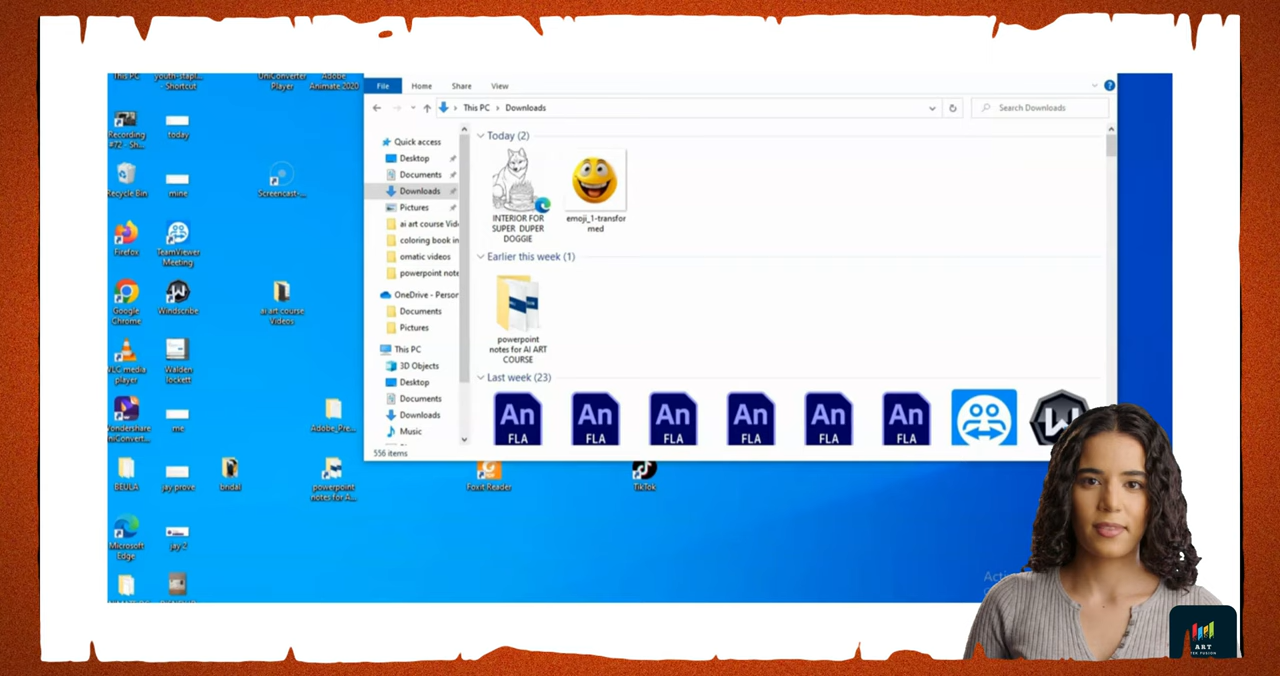 This PC
youth-stapl...
- Shortcut
UniConverter
Player
Adobe
Animate 2020
File
Home
Share
View
This PC > Downloads
Search Downloads
Recording
#72 - Sh...
today
Recycle Bin
mine
Screencast-...
Firefox
TeamViewer
Meeting
Google
Chrome
Windscribe
ai art course
Videos
VLC media
player
Walden
lockett
Wondershare
UniConvert...
me
Adobe_Pre...
BEULA
jay prove
bridal
powerpoint
notes for A...
Foxit Reader
TikTok
Microsoft
Edge
jay 2
Quick access
Desktop
Documents
Downloads
Pictures
ai art course Vid
coloring book in
omatic videos
powerpoint note
OneDrive - Person
Documents
Pictures
This PC
3D Objects
Desktop
Documents
Downloads
Music
556 items
Today (2)
INTERIOR FOR
SUPER DUPER
DOGGIE
emoji_1-transfor
med
Earlier this week (1)
powerpoint
notes for AI ART
COURSE
Last week (23)
An
FLA
An
FLA
An
FLA
An
FLA
An
FLA
An
FLA
ART